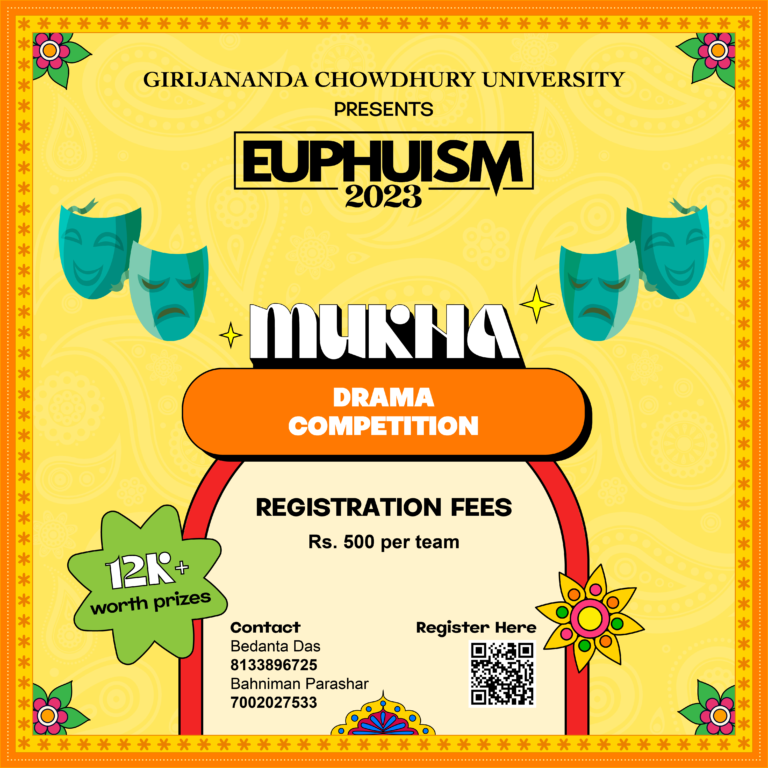 GIRIJANANDA CHOWDHURY UNIVERSITY
PRESENTS
EUPHUISM
2023
MUKHA
DRAMA
COMPETITION
REGISTRATION FEES
Rs. 500 per team
12K+
worth prizes
Contact
Bedanta Das
8133896725
Bahniman Parashar
7002027533
Register Here